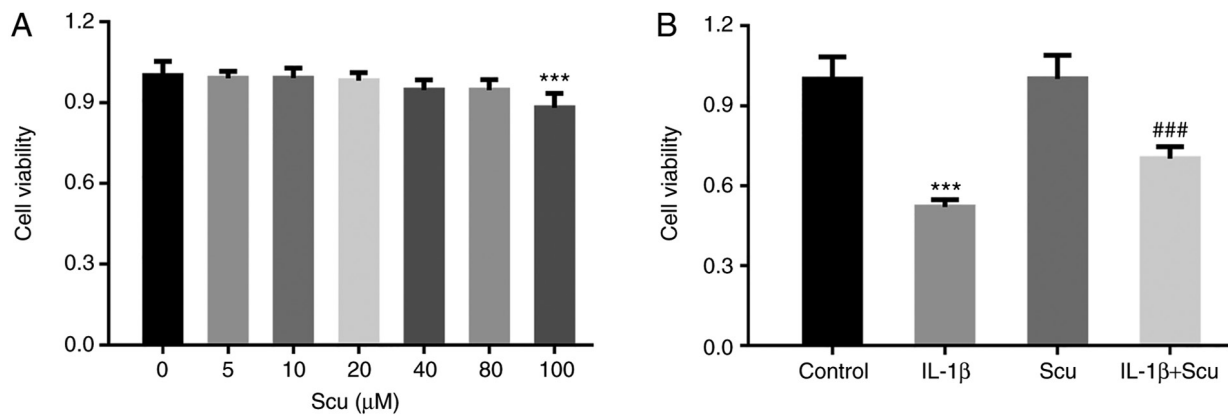 A
1.2
0.9
0.6
0.3
0.0
Cell viability
***
0 5 10 20 40 80 100
Scu (μM)
B
1.2
0.9
0.6
0.3
0.0
Cell viability
***
###
Control IL-1β Scu IL-1β+Scu